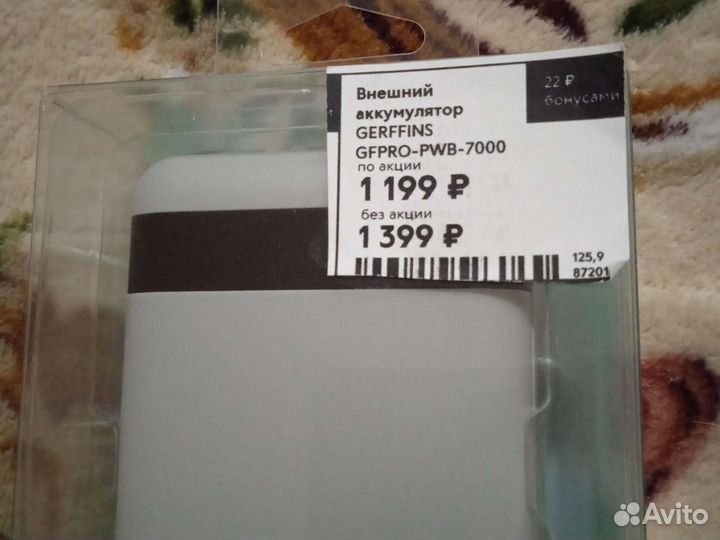 Внешний
аккумулятор
GERFFINS
GFPRO-PWB-7000
по акции
1 199 ₽
без акции
1 399 ₽
22 ₽
бонусами
125,9
87201
Avito